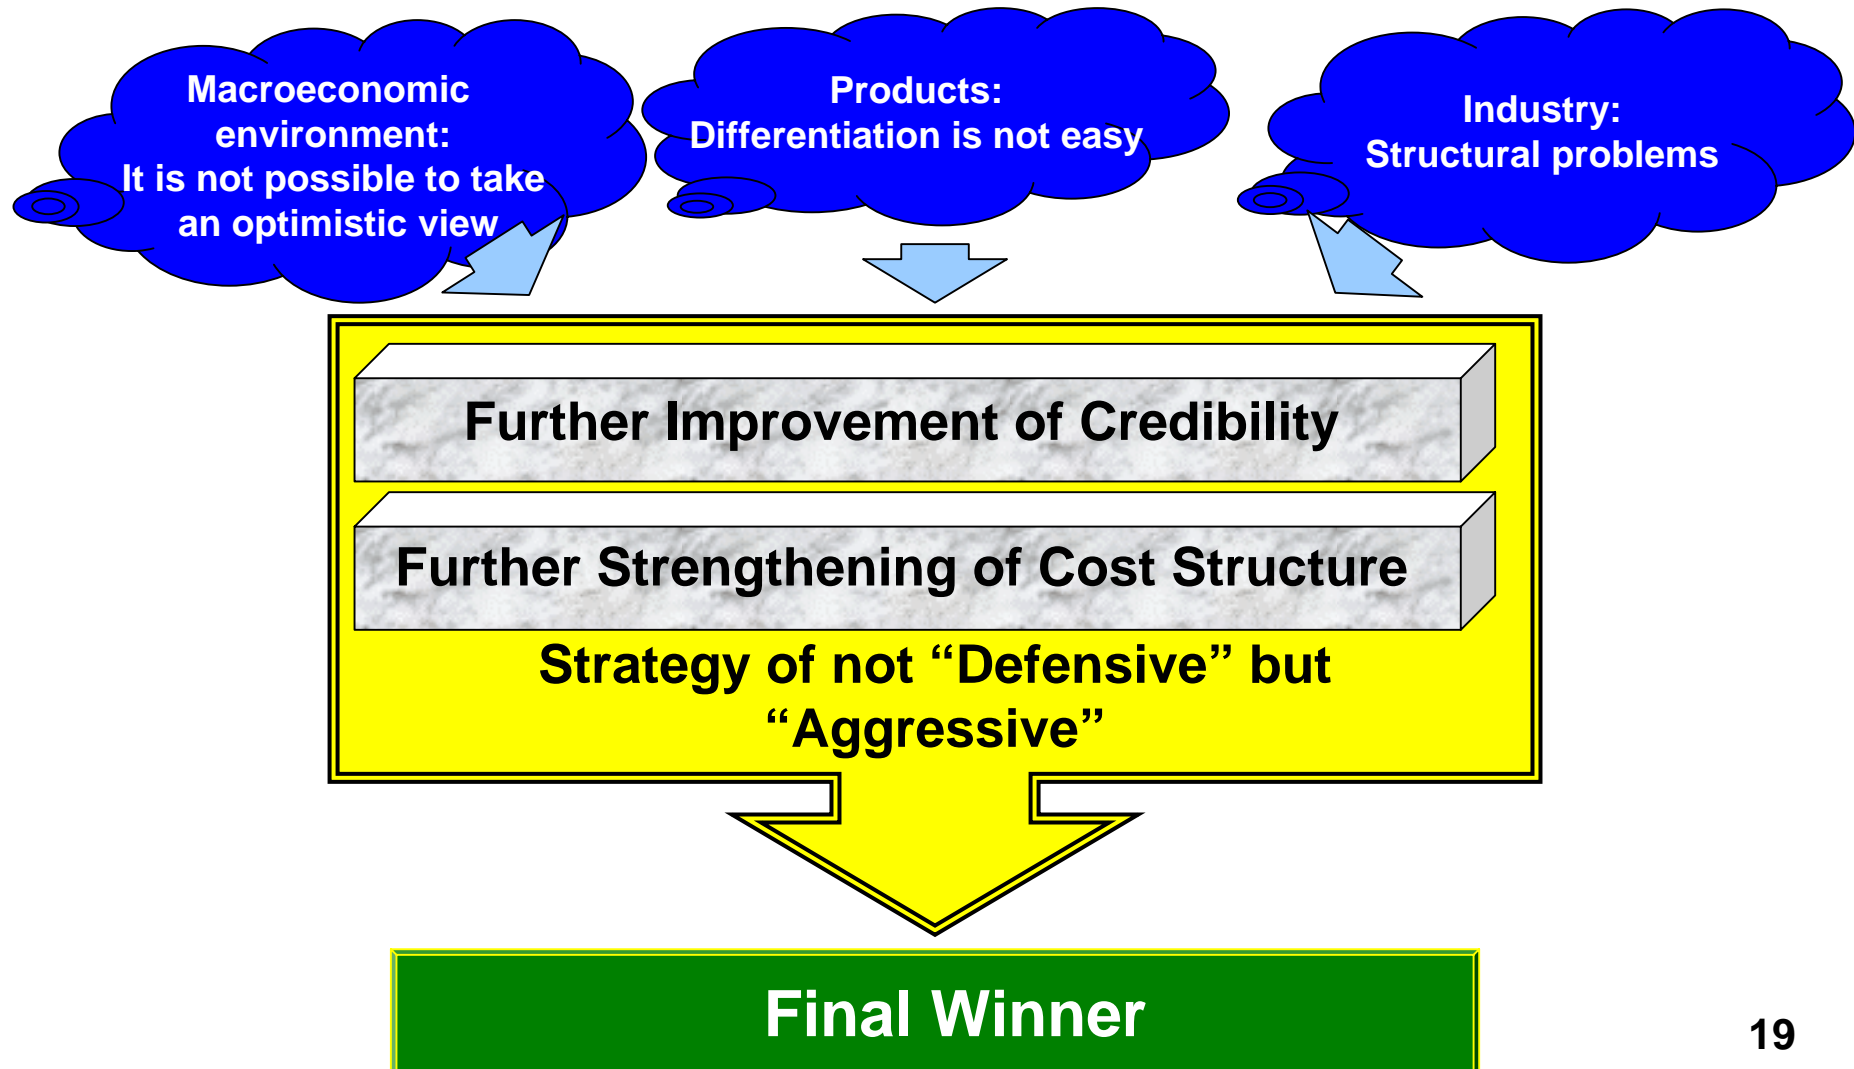 Macroeconomic
environment:
It is not possible to take
an optimistic view
Products:
Differentiation is not easy
Industry:
Structural problems
Further Improvement of Credibility
Further Strengthening of Cost Structure
Strategy of not “Defensive” but
“Aggressive”
Final Winner
19